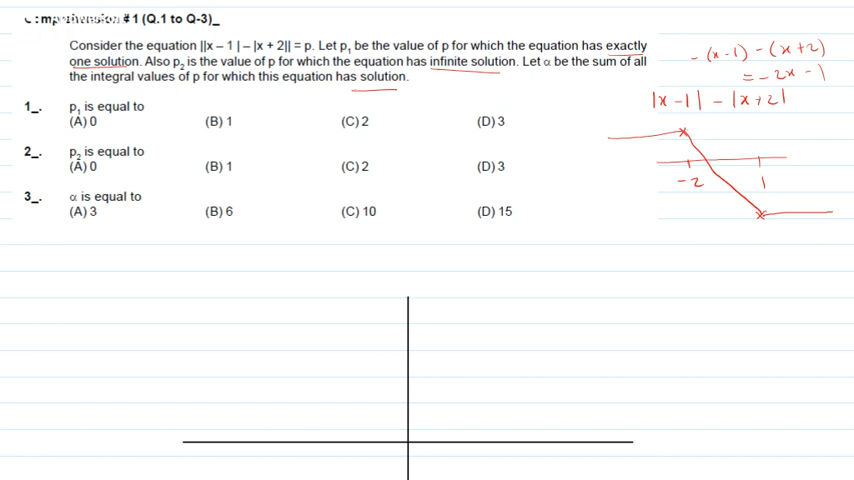 #1 (Q.1 to Q-3)_
Consider the equation ||x – 1 | – |x + 2|| = p. Let p₁ be the value of p for which the equation has exactly
one solution. Also p₂ is the value of p for which the equation has infinite solution. Let α be the sum of all
the integral values of p for which this equation has solution.
1_. p₁ is equal to
(A) 0 (B) 1 (C) 2 (D) 3
2_. p₂ is equal to
(A) 0 (B) 1 (C) 2 (D) 3
3_. α is equal to
(A) 3 (B) 6 (C) 10 (D) 15
- (x-1) - (x+2)
= -2x - 1
|x-1| - |x+2|
-2 1